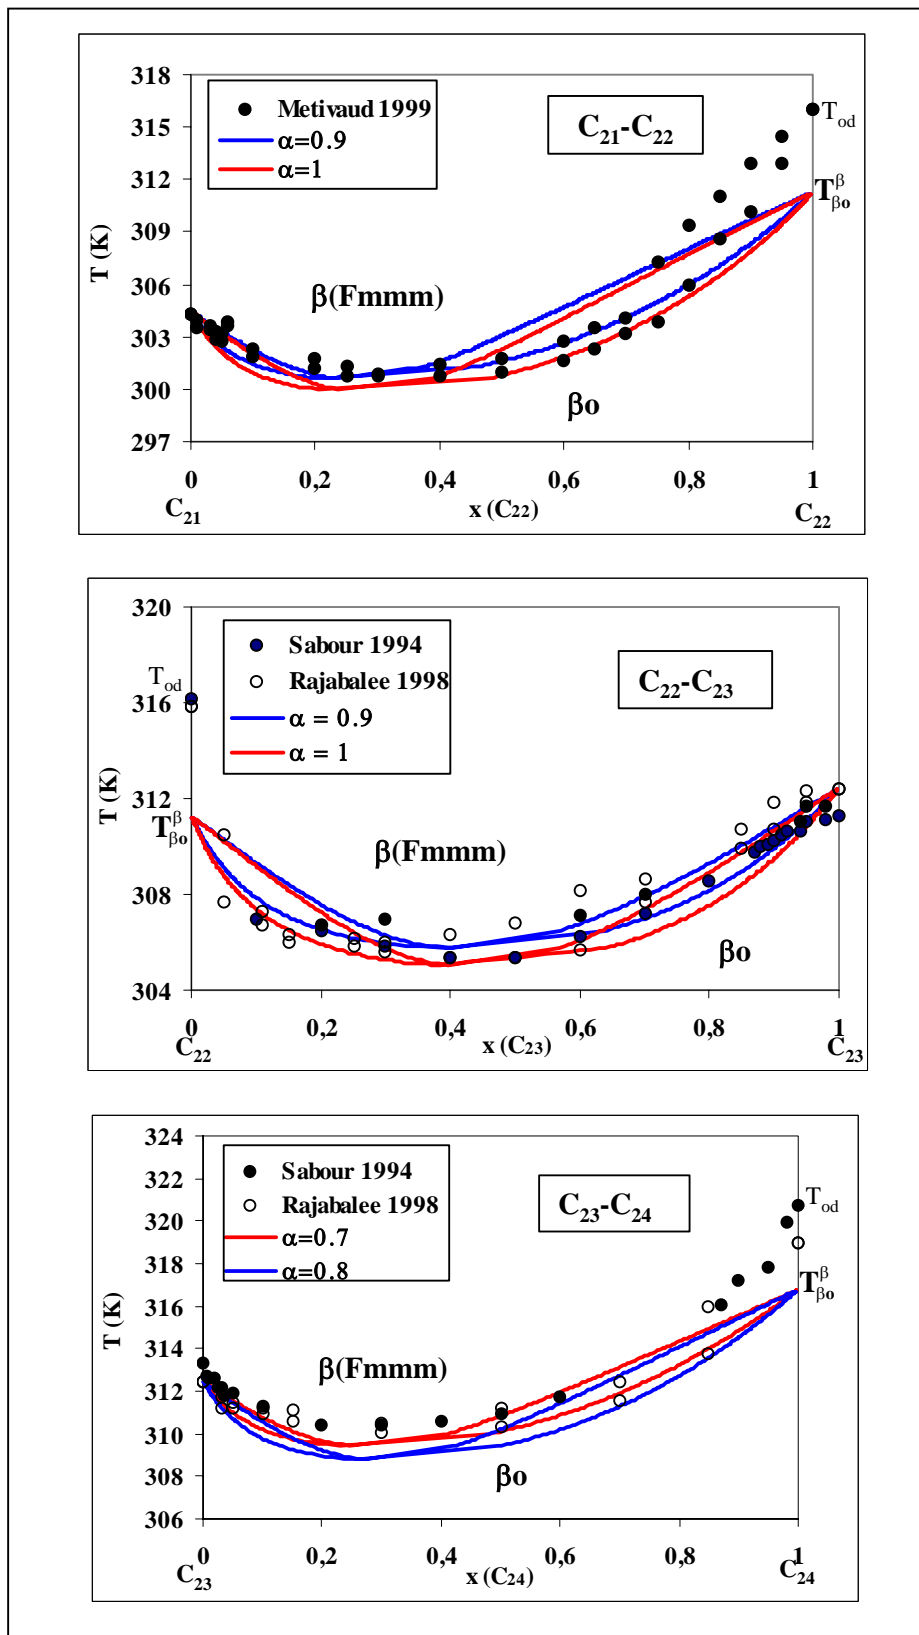 318
315
312
309
306
303
300
297
T (K)
Metivaud 1999
α=0.9
α=1
C21-C22
Tod
Tβoβ
β(Fmmm)
βo
0 0,2 0,4 0,6 0,8 1
C21 x (C22) C22
320
316
312
308
304
T (K)
Tod
Tβoβ
Sabour 1994
Rajabalee 1998
α = 0.9
α = 1
C22-C23
β(Fmmm)
βo
0 0,2 0,4 0,6 0,8 1
C22 x (C23) C23
324
322
320
318
316
314
312
310
308
306
T (K)
Sabour 1994
Rajabalee 1998
α=0.7
α=0.8
C23-C24
Tod
Tβoβ
β(Fmmm)
βo
0 0,2 0,4 0,6 0,8 1
C23 x (C24) C24